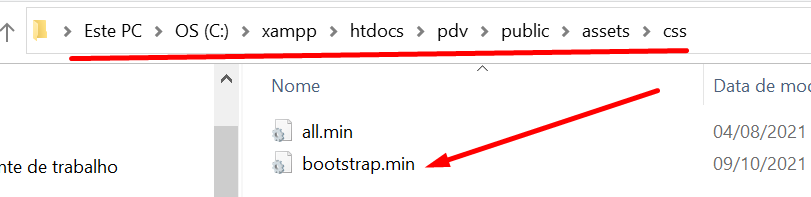 Este PC > OS (C:) > xampp > htdocs > pdv > public > assets > css
Nome Data de mo
all.min 04/08/2021
bootstrap.min 09/10/2021
nte de trabalho